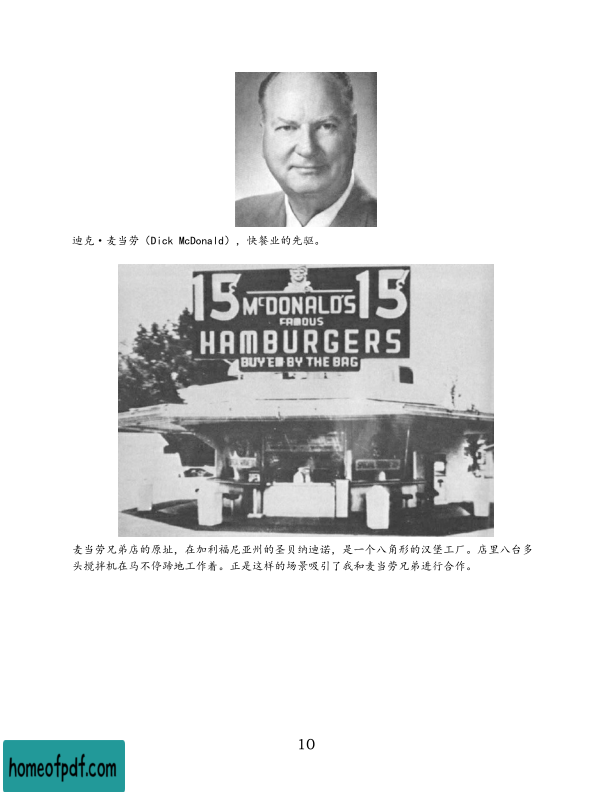 迪克·麦当劳（Dick McDonald），快餐业的先驱。
15¢ McDONALD'S 15¢
FAMOUS
HAMBURGERS
BUY'EM BY THE BAG
麦当劳兄弟店的原址，在加利福尼亚州的圣贝纳迪诺，是一个八角形的汉堡工厂。店里八台多
头搅拌机在马不停蹄地工作着。正是这样的场景吸引了我和麦当劳兄弟进行合作。
10
homeofpdf.com